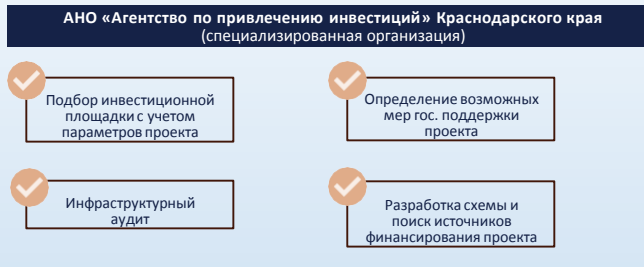 АНО «Агентство по привлечению инвестиций» Краснодарского края
(специализированная организация)
Подбор инвестиционной
площадки с учетом
параметров проекта
Определение возможных
мер гос. поддержки
проекта
Инфраструктурный
аудит
Разработка схемы и
поиск источников
финансирования проекта